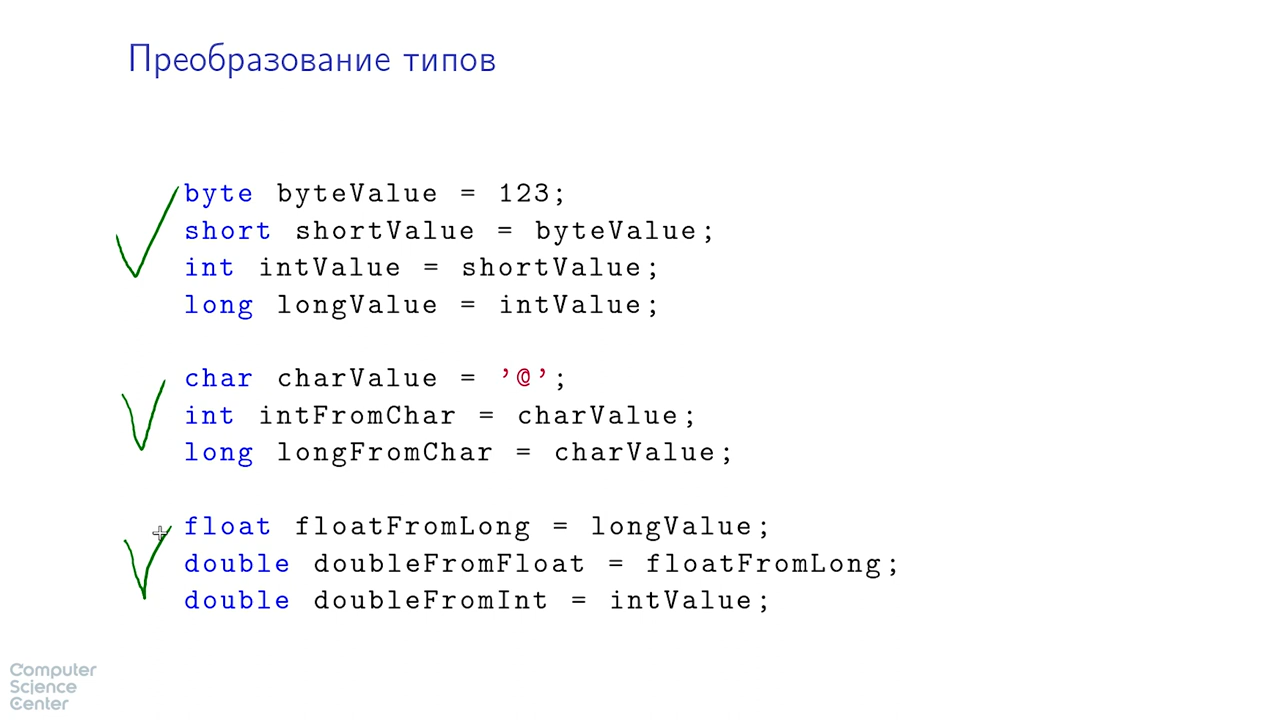 Преобразование типов
byte byteValue = 123;
short shortValue = byteValue;
int intValue = shortValue;
long longValue = intValue;
char charValue = '@';
int intFromChar = charValue;
long longFromChar = charValue;
float floatFromLong = longValue;
double doubleFromFloat = floatFromLong;
double doubleFromInt = intValue;
Computer
Science
Center